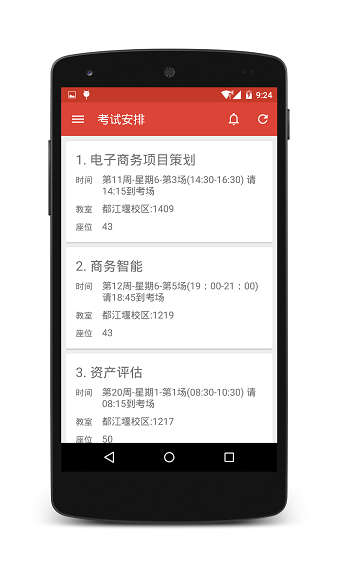 9:24
考试安排
1. 电子商务项目策划
时间 第11周-星期6-第3场(14:30-16:30) 请
14:15到考场
教室 都江堰校区:1409
座位 43
2. 商务智能
时间 第12周-星期6-第5场(19：00-21：00)
请18:45到考场
教室 都江堰校区:1219
座位 43
3. 资产评估
时间 第20周-星期1-第1场(08:30-10:30) 请
08:15到考场
教室 都江堰校区:1217
座位 50